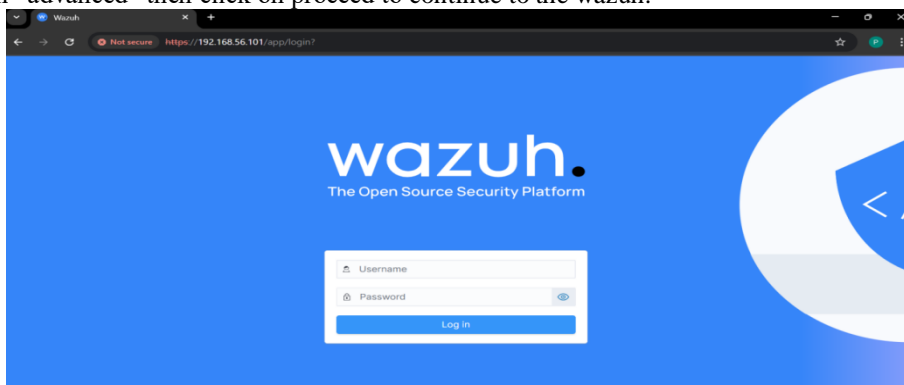 "advanced" then click on proceed to continue to the wazuh.
Wazuh
Not secure https://192.168.56.101/app/login?
P
wazuh.
The Open Source Security Platform
Username
Password
Log in